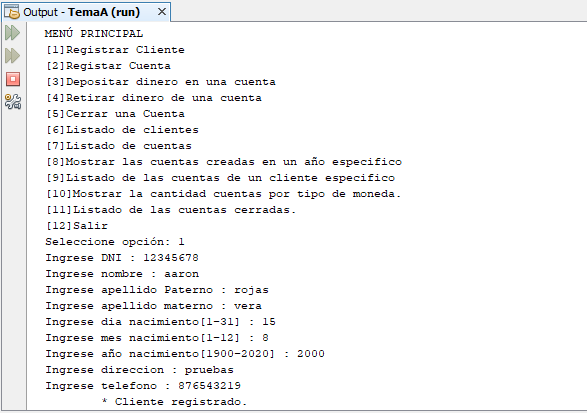 Output - TemaA (run)
MENÚ PRINCIPAL
[1]Registrar Cliente
[2]Registar Cuenta
[3]Depositar dinero en una cuenta
[4]Retirar dinero de una cuenta
[5]Cerrar una Cuenta
[6]Listado de clientes
[7]Listado de cuentas
[8]Mostrar las cuentas creadas en un año especifico
[9]Listado de las cuentas de un cliente especifico
[10]Mostrar la cantidad cuentas por tipo de moneda.
[11]Listado de las cuentas cerradas.
[12]Salir
Seleccione opción: 1
Ingrese DNI : 12345678
Ingrese nombre : aaron
Ingrese apellido Paterno : rojas
Ingrese apellido materno : vera
Ingrese dia nacimiento[1-31] : 15
Ingrese mes nacimiento[1-12] : 8
Ingrese año nacimiento[1900-2020] : 2000
Ingrese direccion : pruebas
Ingrese telefono : 876543219
* Cliente registrado.